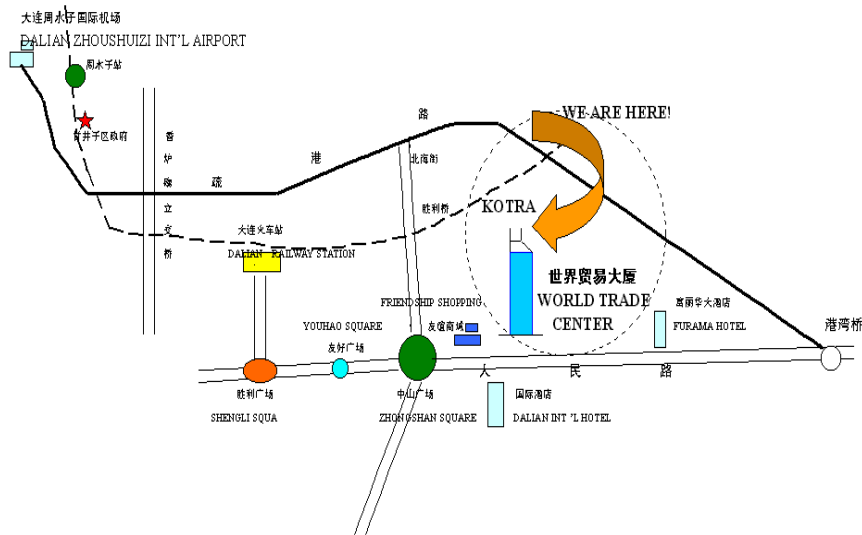 大连周水子国际机场
DALIAN ZHOUSHUIZI INT'L AIRPORT
周水子站
甘井子区政府
香炉礁立交桥
疏港路
WE ARE HERE!
北海街
胜利桥
KOTRA
大连火车站
DALIAN RAILWAY STATION
世界贸易大厦
WORLD TRADE
CENTER
FRIENDSHIP SHOPPING
友谊商城
YOUHAO SQUARE
友好广场
富丽华大酒店
FURAMA HOTEL
港湾桥
人民路
胜利广场
SHENGLI SQUA
中山广场
ZHONGSHAN SQUARE
国际酒店
DALIAN INT 'L HOTEL